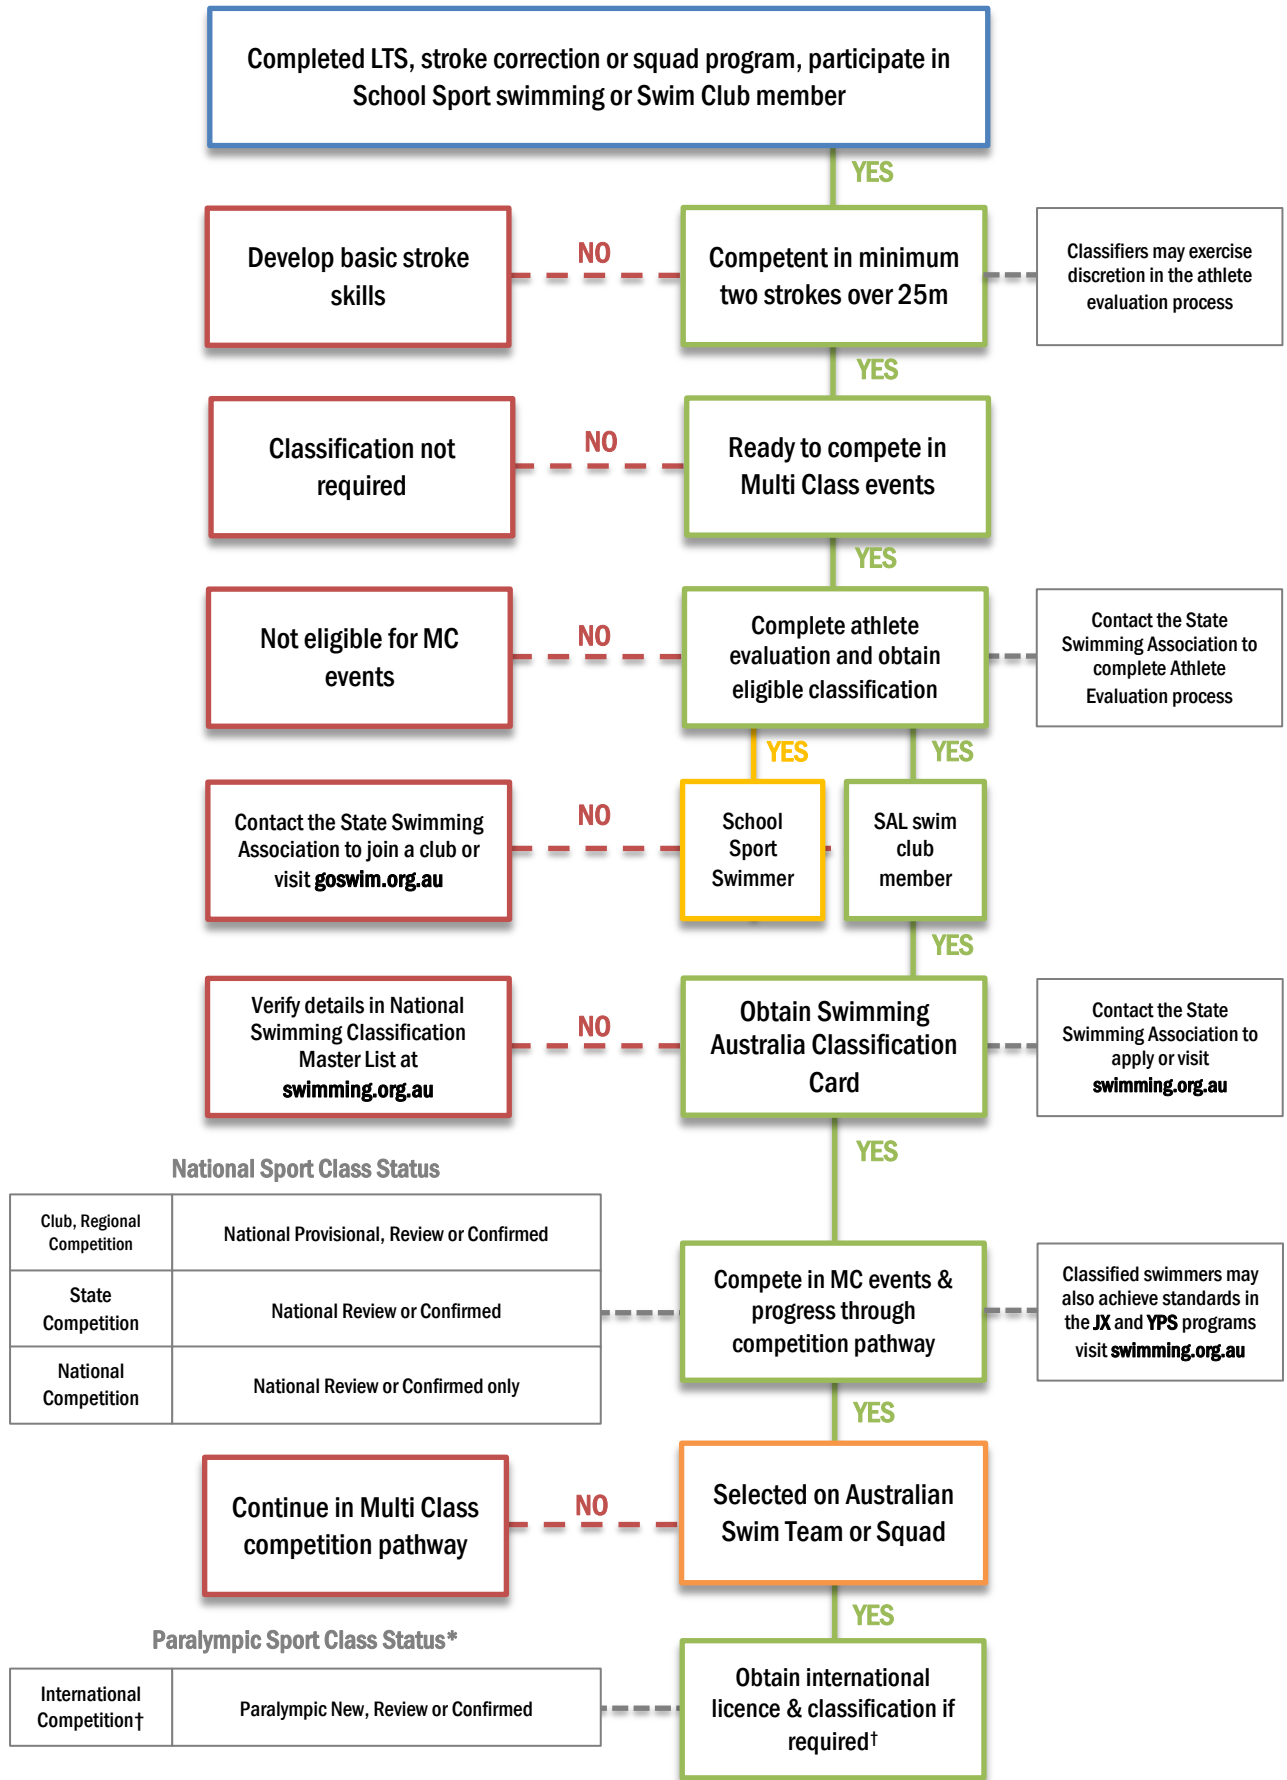 Completed LTS, stroke correction or squad program, participate in
School Sport swimming or Swim Club member
YES
Develop basic stroke
skills
NO
Competent in minimum
two strokes over 25m
Classifiers may exercise
discretion in the athlete
evaluation process
YES
Classification not
required
NO
Ready to compete in
Multi Class events
YES
Not eligible for MC
events
NO
Complete athlete
evaluation and obtain
eligible classification
Contact the State
Swimming Association to
complete Athlete
Evaluation process
YES
YES
Contact the State Swimming
Association to join a club or
visit goswim.org.au
NO
School
Sport
Swimmer
SAL swim
club
member
YES
Verify details in National
Swimming Classification
Master List at
swimming.org.au
NO
Obtain Swimming
Australia Classification
Card
Contact the State
Swimming Association to
apply or visit
swimming.org.au
YES
National Sport Class Status
Club, Regional
Competition
National Provisional, Review or Confirmed
State
Competition
National Review or Confirmed
National
Competition
National Review or Confirmed only
Compete in MC events &
progress through
competition pathway
Classified swimmers may
also achieve standards in
the JX and YPS programs
visit swimming.org.au
YES
Continue in Multi Class
competition pathway
NO
Selected on Australian
Swim Team or Squad
YES
Paralympic Sport Class Status*
International
Competition†
Paralympic New, Review or Confirmed
Obtain international
licence & classification if
required†